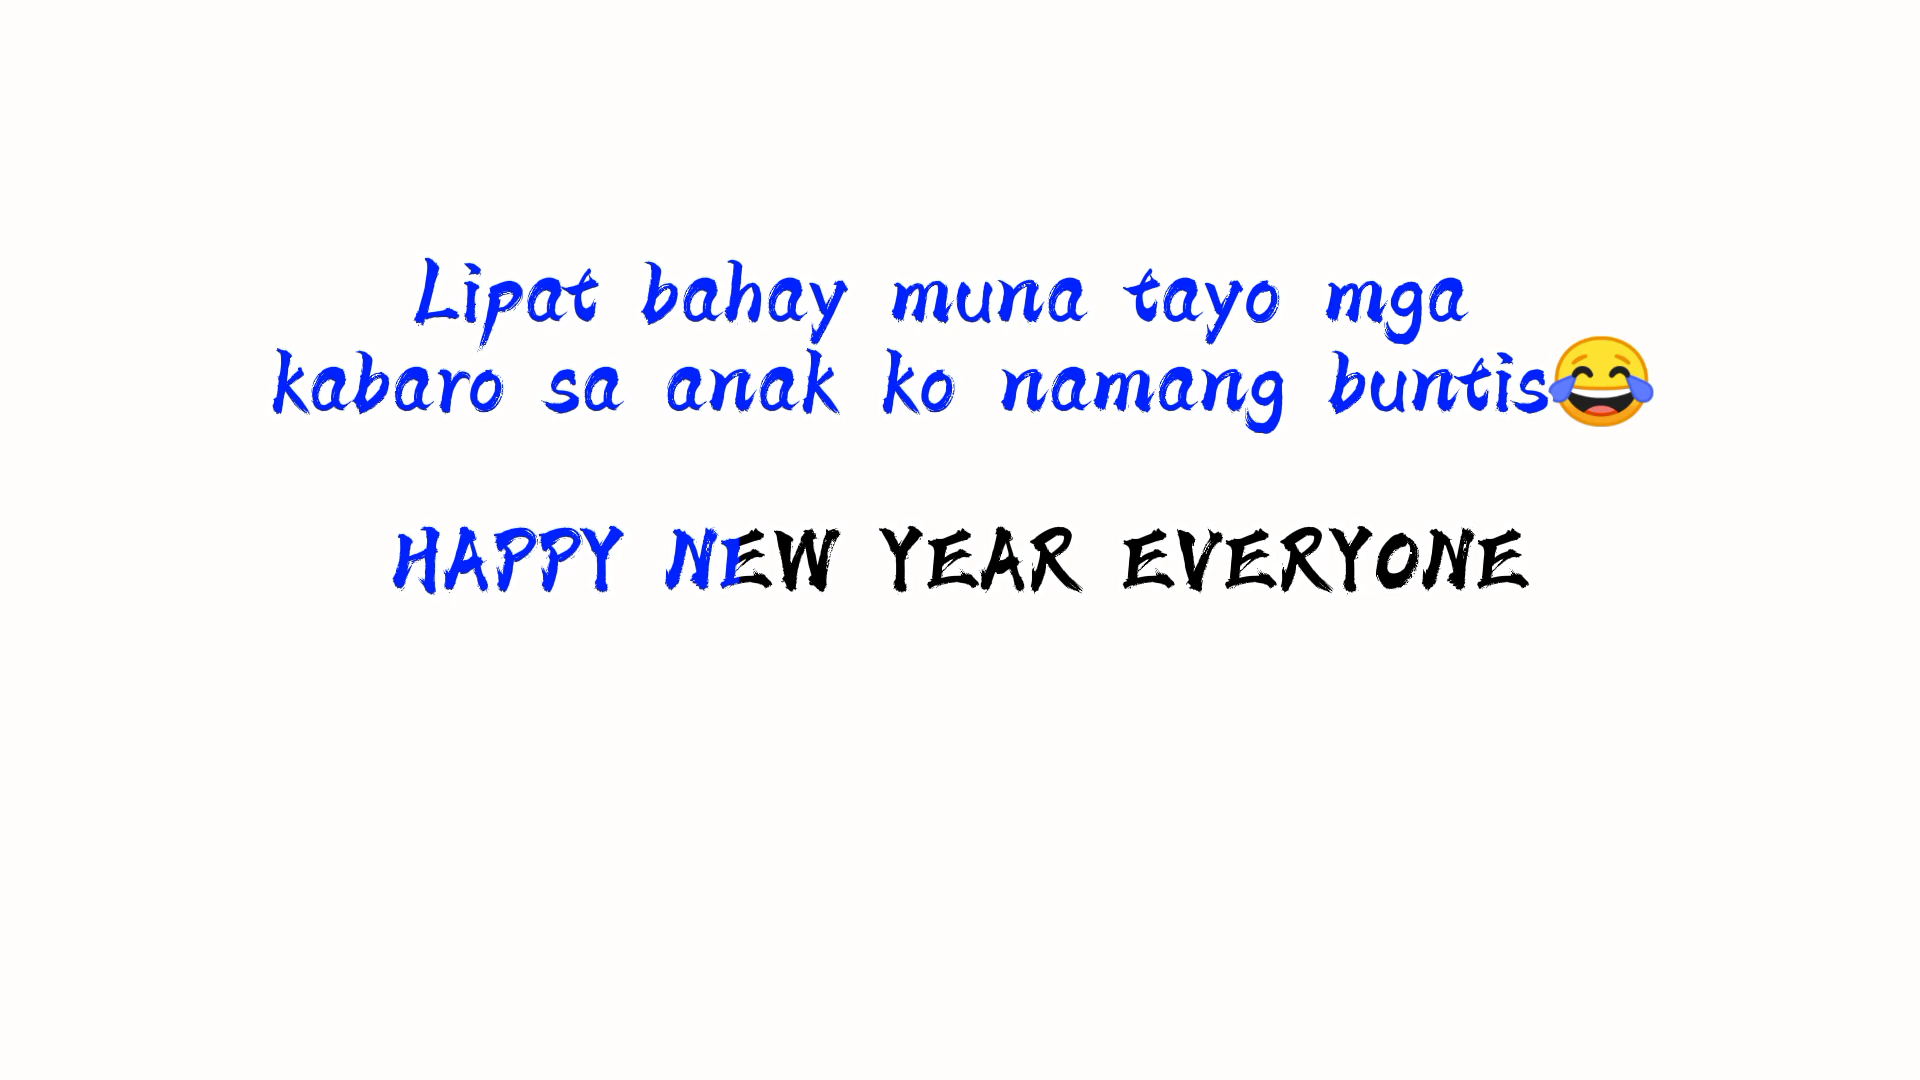 Lipat bahay muna tayo mga
kabaro sa anak ko namang buntis😂
HAPPY NEW YEAR EVERYONE